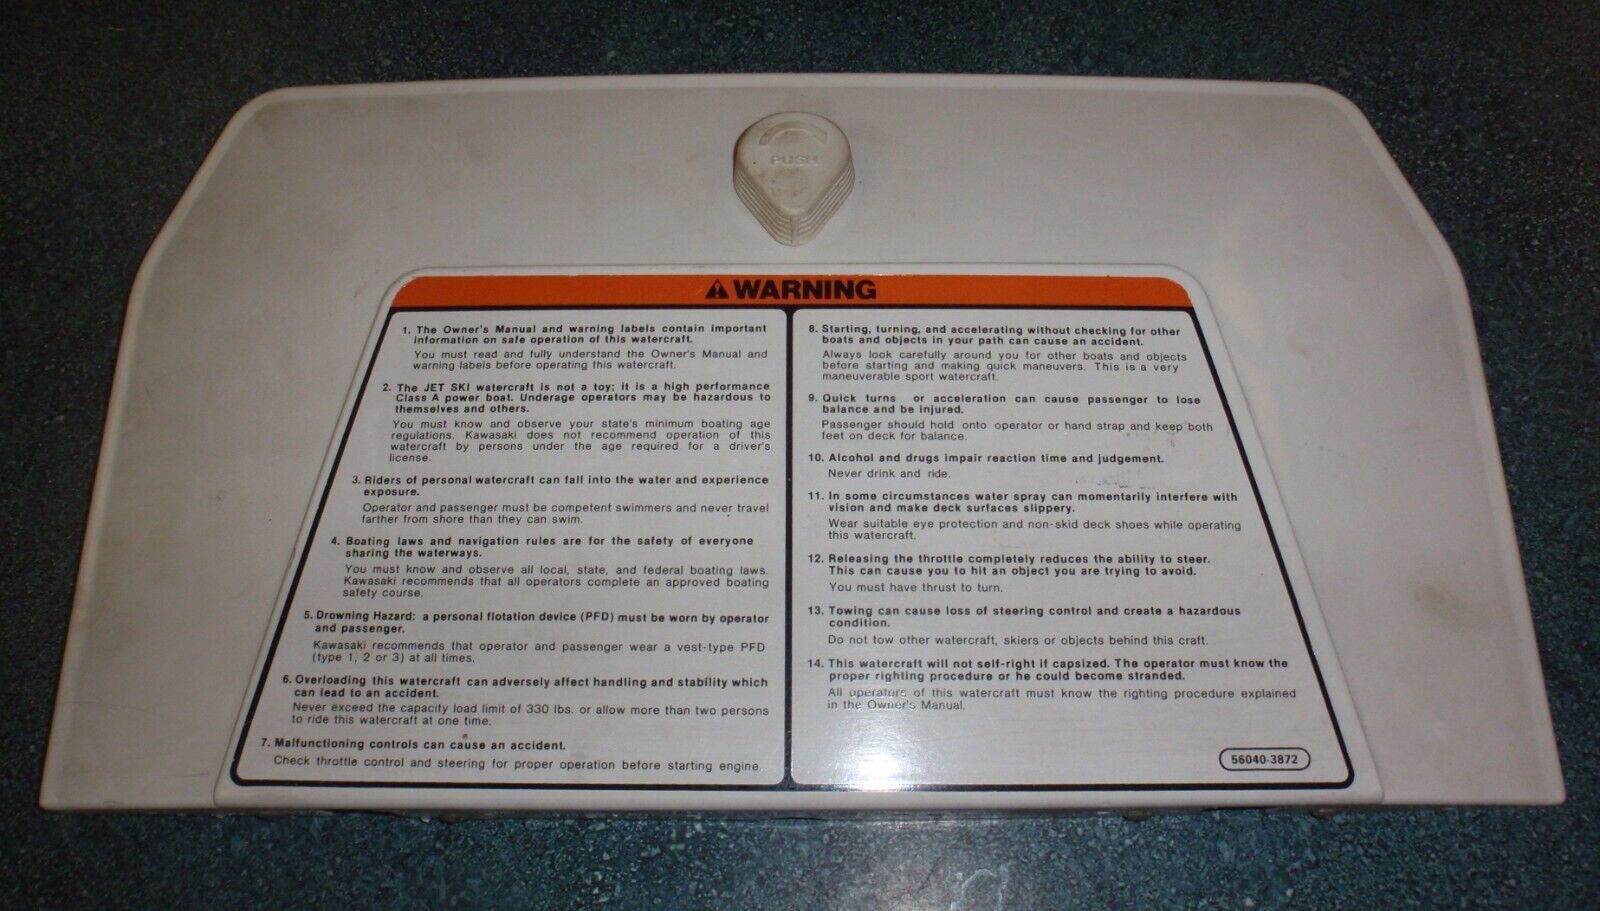 PUSH
WARNING
1. The Owner's Manual and warning labels contain important
information on safe operation of this watercraft.
You must read and fully understand the Owner's Manual and
warning labels before operating this watercraft.
2. The JET SKI watercraft is not a toy; it is a high performance
Class A power boat. Underage operators may be hazardous to
themselves and others.
You must know and observe your state's minimum boating age
regulations. Kawasaki does not recommend operation of this
watercraft by persons under the age required for a driver's
license.
3. Riders of personal watercraft can fall into the water and experience
exposure.
Operator and passenger must be competent swimmers and never travel
farther from shore than they can swim.
4. Boating laws and navigation rules are for the safety of everyone
sharing the waterways.
You must know and observe all local, state, and federal boating laws.
Kawasaki recommends that all operators complete an approved boating
safety course.
5. Drowning Hazard: a personal flotation device (PFD) must be worn by operator
and passenger.
Kawasaki recommends that operator and passenger wear a vest-type PFD
(type 1, 2 or 3) at all times.
6. Overloading this watercraft can adversely affect handling and stability which
can lead to an accident.
Never exceed the capacity load limit of 330 lbs. or allow more than two persons
to ride this watercraft at one time.
7. Malfunctioning controls can cause an accident.
Check throttle control and steering for proper operation before starting engine.
8. Starting, turning, and accelerating without checking for other
boats and objects in your path can cause an accident.
Always look carefully around you for other boats and objects
before starting and making quick maneuvers. This is a very
maneuverable sport watercraft.
9. Quick turns or acceleration can cause passenger to lose
balance and be injured.
Passenger should hold onto operator or hand strap and keep both
feet on deck for balance.
10. Alcohol and drugs impair reaction time and judgement.
Never drink and ride.
11. In some circumstances water spray can momentarily interfere with
vision and make deck surfaces slippery.
Wear suitable eye protection and non-skid deck shoes while operating
this watercraft.
12. Releasing the throttle completely reduces the ability to steer.
This can cause you to hit an object you are trying to avoid.
You must have thrust to turn.
13. Towing can cause loss of steering control and create a hazardous
condition.
Do not tow other watercraft, skiers or objects behind this craft.
14. This watercraft will not self-right if capsized. The operator must know the
proper righting procedure or he could become stranded.
All operators of this watercraft must know the righting procedure explained
in the Owner's Manual.
56040-3872